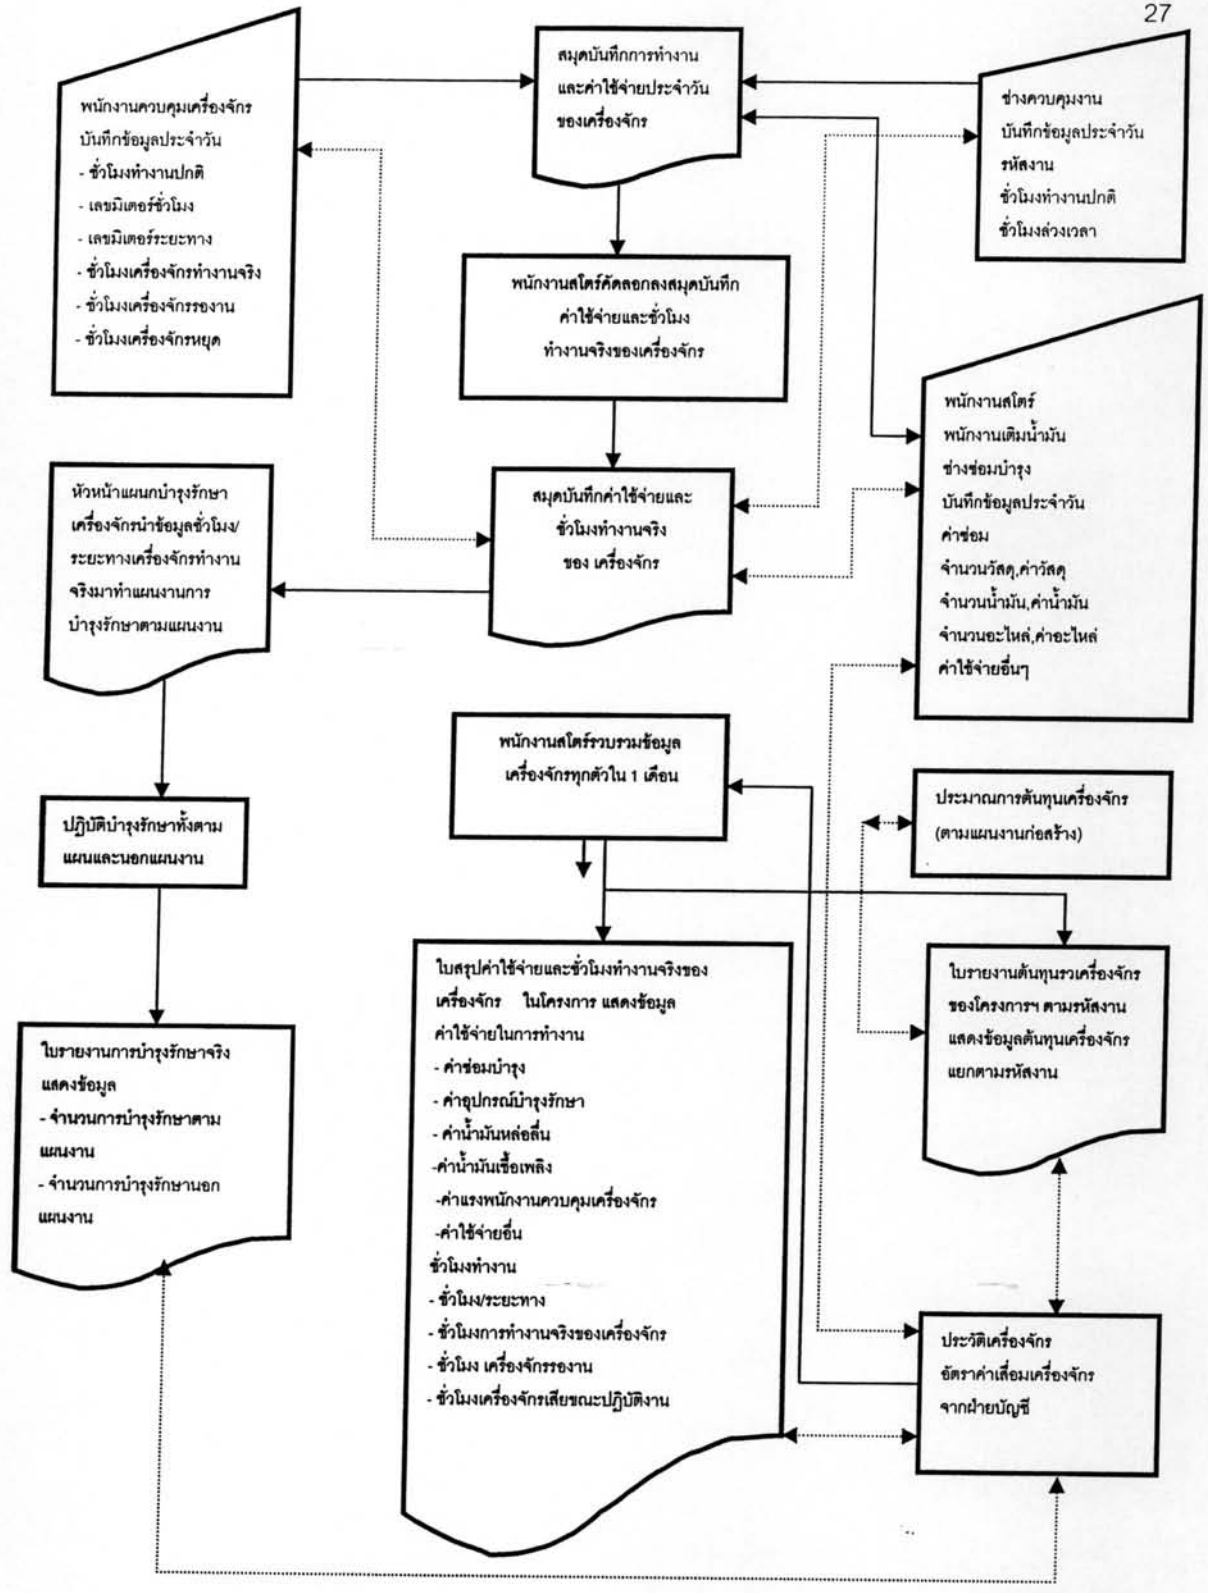 27
พนักงานควบคุมเครื่องจักร
บันทึกข้อมูลประจำวัน
- ชั่วโมงทำงานปกติ
- เลขมิเตอร์ชั่วโมง
- เลขมิเตอร์ระยะทาง
- ชั่วโมงเครื่องจักรทำงานจริง
- ชั่วโมงเครื่องจักรรองาน
- ชั่วโมงเครื่องจักรหยุด
สมุดบันทึกการทำงาน
และค่าใช้จ่ายประจำวัน
ของเครื่องจักร
ช่างควบคุมงาน
บันทึกข้อมูลประจำวัน
รหัสงาน
ชั่วโมงทำงานปกติ
ชั่วโมงล่วงเวลา
พนักงานสโตร์คัดลอกลงสมุดบันทึก
ค่าใช้จ่ายและชั่วโมง
ทำงานจริงของเครื่องจักร
พนักงานสโตร์
พนักงานเติมน้ำมัน
ช่างซ่อมบำรุง
บันทึกข้อมูลประจำวัน
ค่าซ่อม
จำนวนวัสดุ,ค่าวัสดุ
จำนวนน้ำมัน,ค่าน้ำมัน
จำนวนอะไหล่,ค่าอะไหล่
ค่าใช้จ่ายอื่นๆ
หัวหน้าแผนกบำรุงรักษา
เครื่องจักรนำข้อมูลชั่วโมง/
ระยะทางเครื่องจักรทำงาน
จริงมาทำแผนงานการ
บำรุงรักษาตามแผนงาน
สมุดบันทึกค่าใช้จ่ายและ
ชั่วโมงทำงานจริง
ของ เครื่องจักร
พนักงานสโตร์รวบรวมข้อมูล
เครื่องจักรทุกตัวใน 1 เดือน
ประมาณการต้นทุนเครื่องจักร
(ตามแผนงานก่อสร้าง)
ปฏิบัติบำรุงรักษาทั้งตาม
แผนและนอกแผนงาน
ใบสรุปค่าใช้จ่ายและชั่วโมงทำงานจริงของ
เครื่องจักร ในโครงการ แสดงข้อมูล
ค่าใช้จ่ายในการทำงาน
- ค่าซ่อมบำรุง
- ค่าอุปกรณ์บำรุงรักษา
- ค่าน้ำมันหล่อลื่น
-ค่าน้ำมันเชื้อเพลิง
-ค่าแรงพนักงานควบคุมเครื่องจักร
-ค่าใช้จ่ายอื่น
ชั่วโมงทำงาน
- ชั่วโมง/ระยะทาง
- ชั่วโมงการทำงานจริงของเครื่องจักร
- ชั่วโมง เครื่องจักรรองาน
- ชั่วโมงเครื่องจักรเสียขณะปฏิบัติงาน
ใบรายงานต้นทุนรวเครื่องจักร
ของโครงการฯ ตามรหัสงาน
แสดงข้อมูลต้นทุนเครื่องจักร
แยกตามรหัสงาน
ใบรายงานการบำรุงรักษาจริง
แสดงข้อมูล
- จำนวนการบำรุงรักษาตาม
แผนงาน
- จำนวนการบำรุงรักษานอก
แผนงาน
ประวัติเครื่องจักร
อัตราค่าเสื่อมเครื่องจักร
จากฝ่ายบัญชี